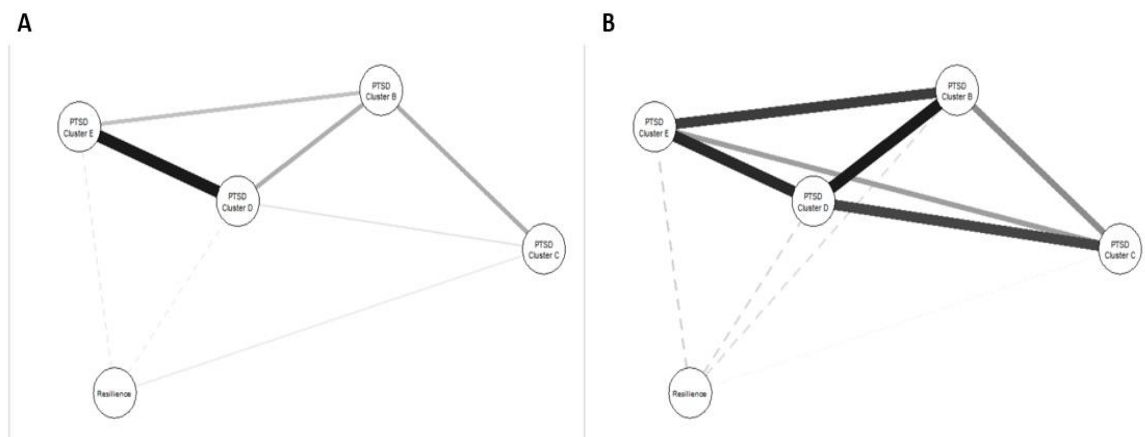 A
B
PTSD
Cluster B
PTSD
Cluster E
PTSD
Cluster D
PTSD
Cluster C
Resilience
PTSD
Cluster B
PTSD
Cluster E
PTSD
Cluster D
PTSD
Cluster C
Resilience